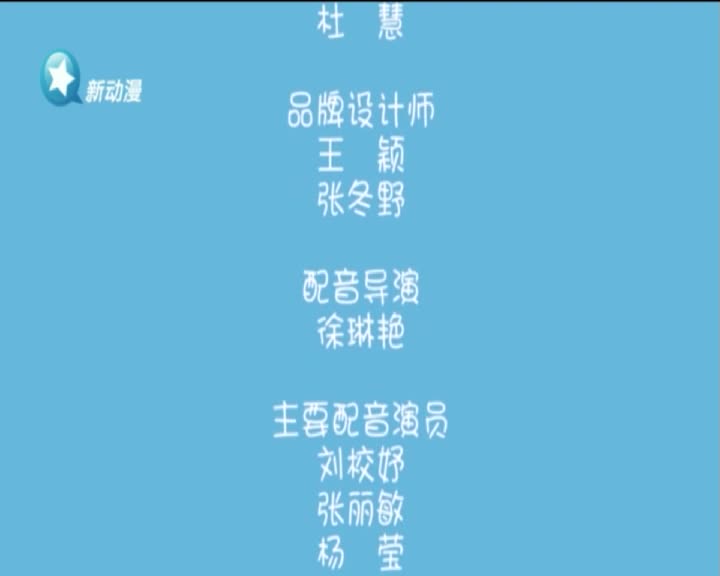 杜 慧
新动漫
品牌设计师
王 颖
张冬野
配音导演
徐琳艳
主要配音演员
刘校妤
张丽敏
杨 莹